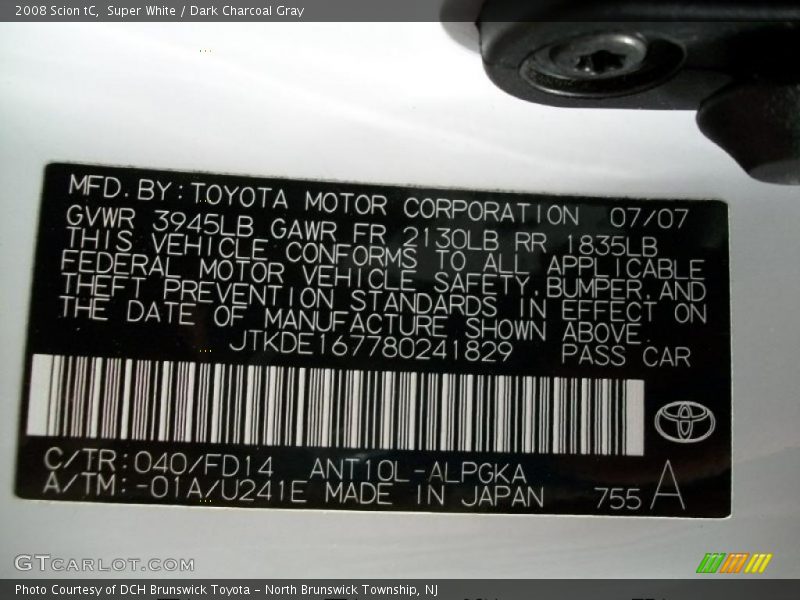 2008 Scion tC, Super White / Dark Charcoal Gray
MFD. BY: TOYOTA MOTOR CORPORATION 07/07
GVWR 3945LB GAWR FR 2130LB RR 1835LB
THIS VEHICLE CONFORMS TO ALL APPLICABLE
FEDERAL MOTOR VEHICLE SAFETY, BUMPER, AND
THEFT PREVENTION STANDARDS IN EFFECT ON
THE DATE OF MANUFACTURE SHOWN ABOVE.
JTKDE167780241829 PASS CAR
C/TR: 040/FD14 ANT10L-ALPGKA
A/TM: -01A/U241E MADE IN JAPAN 755 A
GTCARLOT.COM
Photo Courtesy of DCH Brunswick Toyota – North Brunswick Township, NJ